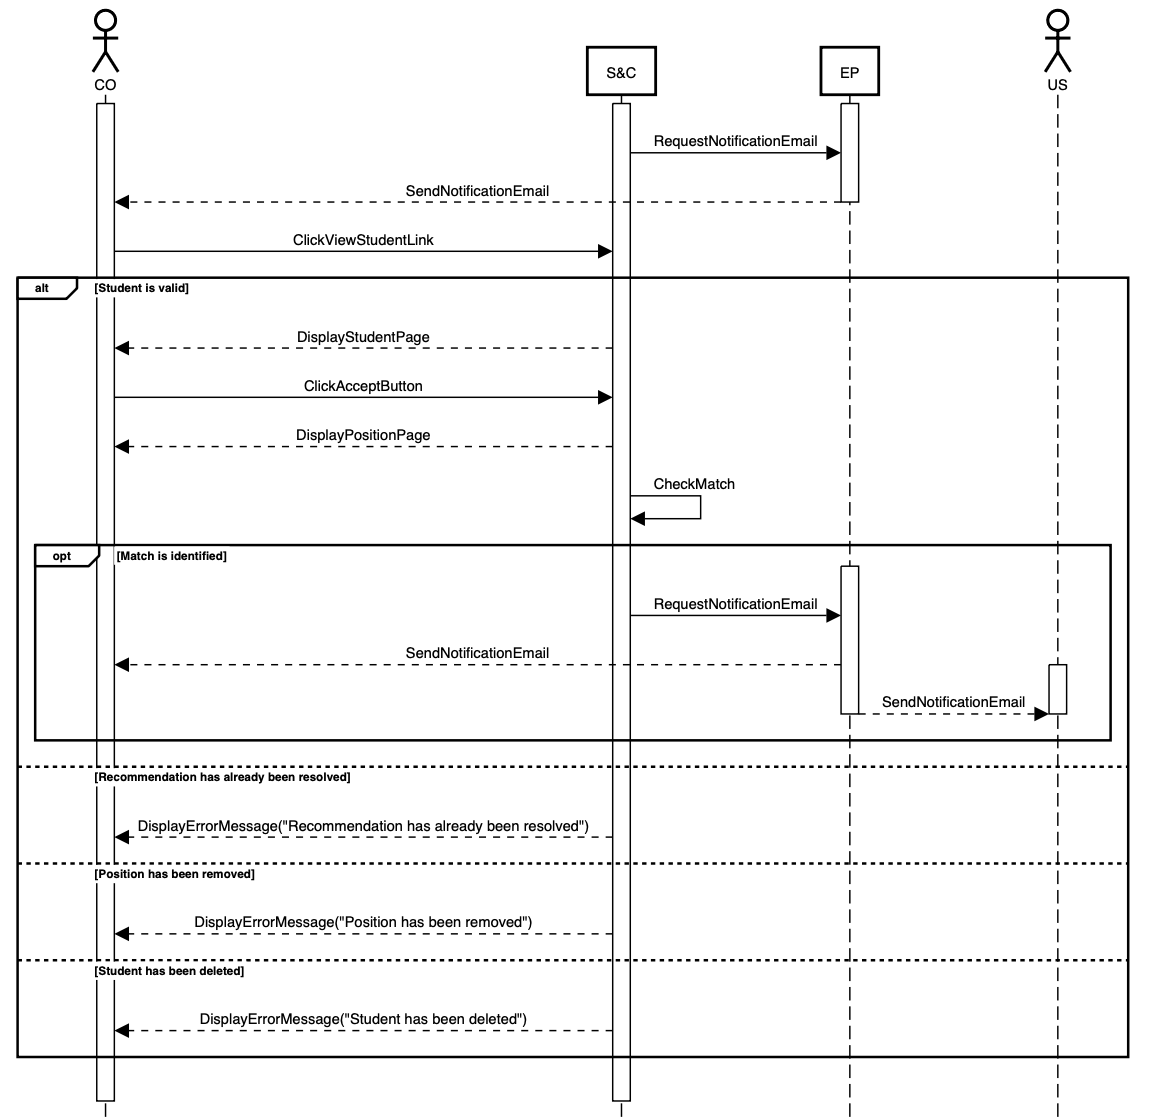 CO
S&C
EP
US
RequestNotificationEmail
SendNotificationEmail
ClickViewStudentLink
alt
[Student is valid]
DisplayStudentPage
ClickAcceptButton
DisplayPositionPage
CheckMatch
opt
[Match is identified]
RequestNotificationEmail
SendNotificationEmail
SendNotificationEmail
[Recommendation has already been resolved]
DisplayErrorMessage("Recommendation has already been resolved")
[Position has been removed]
DisplayErrorMessage("Position has been removed")
[Student has been deleted]
DisplayErrorMessage("Student has been deleted")